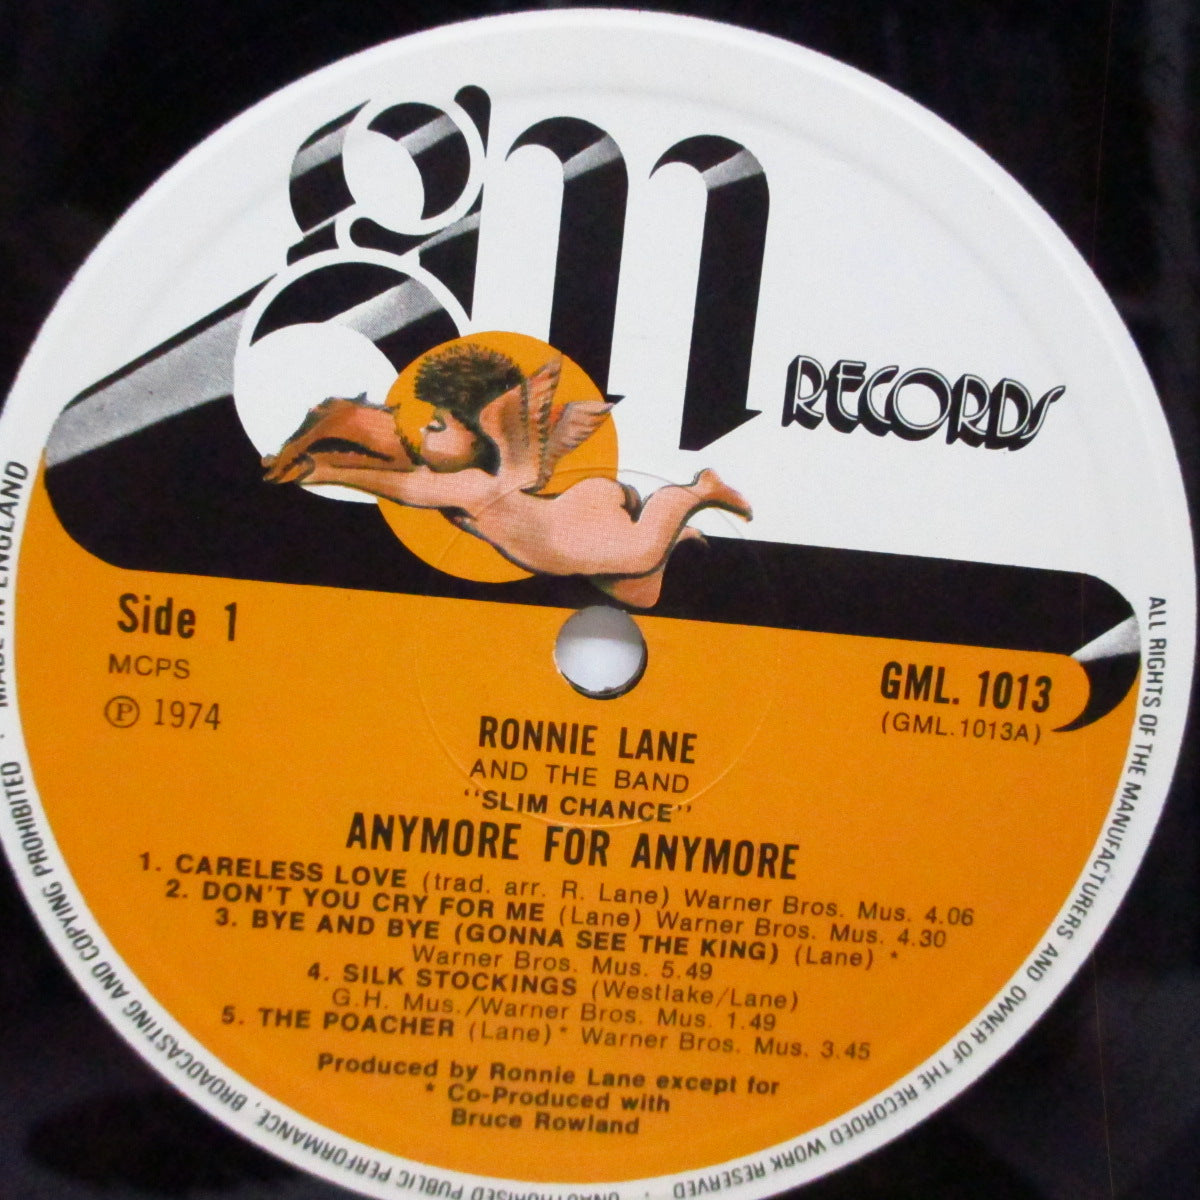 gm
RECORDS
Side 1
MCPS
Ⓟ 1974
GML. 1013
(GML.1013A)
RONNIE LANE
AND THE BAND
"SLIM CHANCE"
ANYMORE FOR ANYMORE
1. CARELESS LOVE (trad. arr. R. Lane) Warner Bros. Mus. 4.06
2. DON'T YOU CRY FOR ME (Lane) Warner Bros. Mus. 4.30
3. BYE AND BYE (GONNA SEE THE KING) (Lane) *
Warner Bros. Mus. 5.49
4. SILK STOCKINGS (Westlake/Lane)
G.H. Mus./Warner Bros. Mus. 1.49
5. THE POACHER (Lane)* Warner Bros. Mus. 3.45
Produced by Ronnie Lane except for
* Co-Produced with
Bruce Rowland
ALL RIGHTS OF THE MANUFACTURERS AND OWNER OF THE RECORDED WORK RESERVED · UNAUTHORISED PUBLIC PERFORMANCE, BROADCASTING AND COPYING PROHIBITED · MADE IN ENGLAND